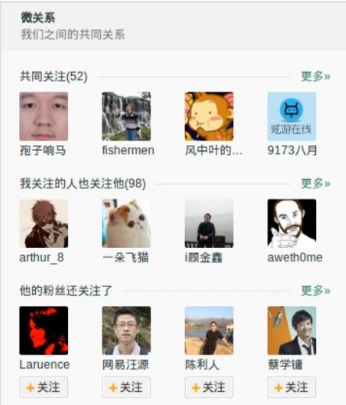 微关系
我们之间的共同关系
共同关注(52) 更多»
炫游在线
孢子响马 fishermen 风中叶的... 9173八月
我关注的人也关注他(98) 更多»
arthur_8 一朵飞猫 i顾金鑫 aweth0me
他的粉丝还关注了 更多»
Laruence 网易汪源 陈利人 蔡学镛
+关注 +关注 +关注 +关注